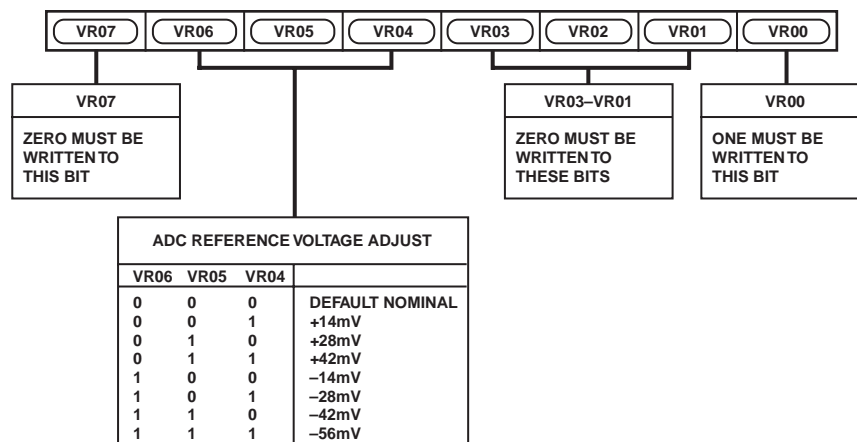 VR07 VR06 VR05 VR04 VR03 VR02 VR01 VR00
VR07
ZERO MUST BE
WRITTEN TO
THIS BIT
VR03–VR01
ZERO MUST BE
WRITTEN TO
THESE BITS
VR00
ONE MUST BE
WRITTEN TO
THIS BIT
ADC REFERENCE VOLTAGE ADJUST
VR06 VR05 VR04
0 0 0 DEFAULT NOMINAL
0 0 1 +14mV
0 1 0 +28mV
0 1 1 +42mV
1 0 0 –14mV
1 0 1 –28mV
1 1 0 –42mV
1 1 1 –56mV